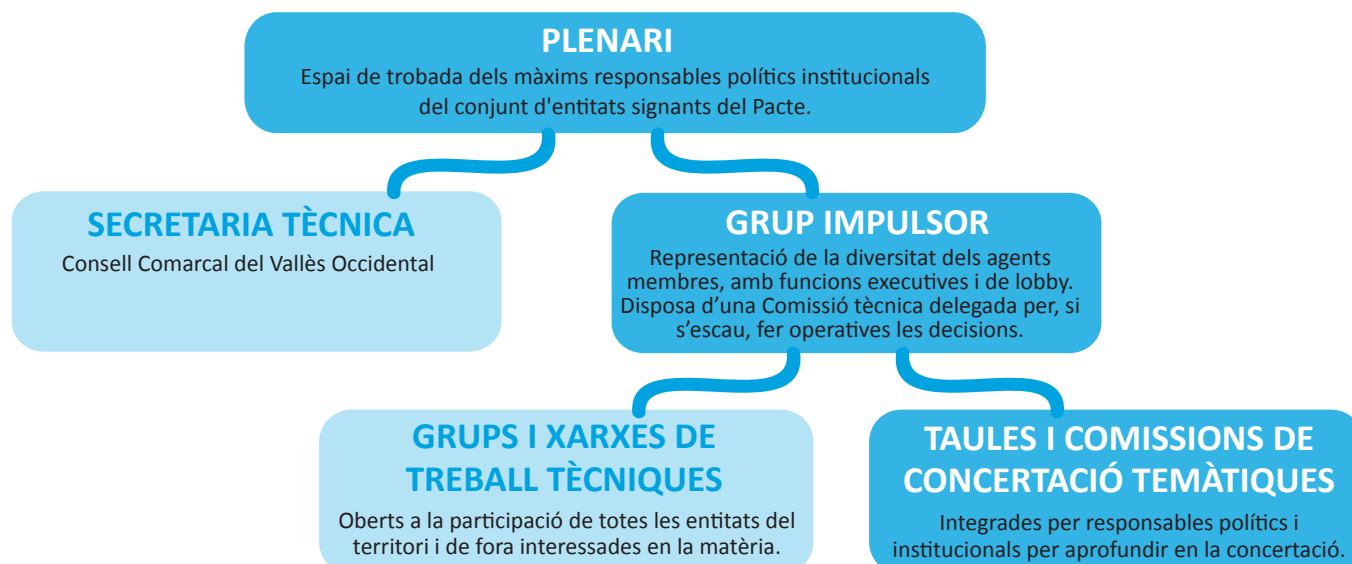 PLENARI
Espai de trobada dels màxims responsables polítics institucionals
del conjunt d'entitats signants del Pacte.
SECRETARIA TÈCNICA
Consell Comarcal del Vallès Occidental
GRUP IMPULSOR
Representació de la diversitat dels agents
membres, amb funcions executives i de lobby.
Disposa d’una Comissió tècnica delegada per, si
s’escau, fer operatives les decisions.
GRUPS I XARXES DE
TREBALL TÈCNIQUES
Oberts a la participació de totes les entitats del
territori i de fora interessades en la matèria.
TAULES I COMISSIONS DE
CONCERTACIÓ TEMÀTIQUES
Integrades per responsables polítics i
institucionals per aprofundir en la concertació.